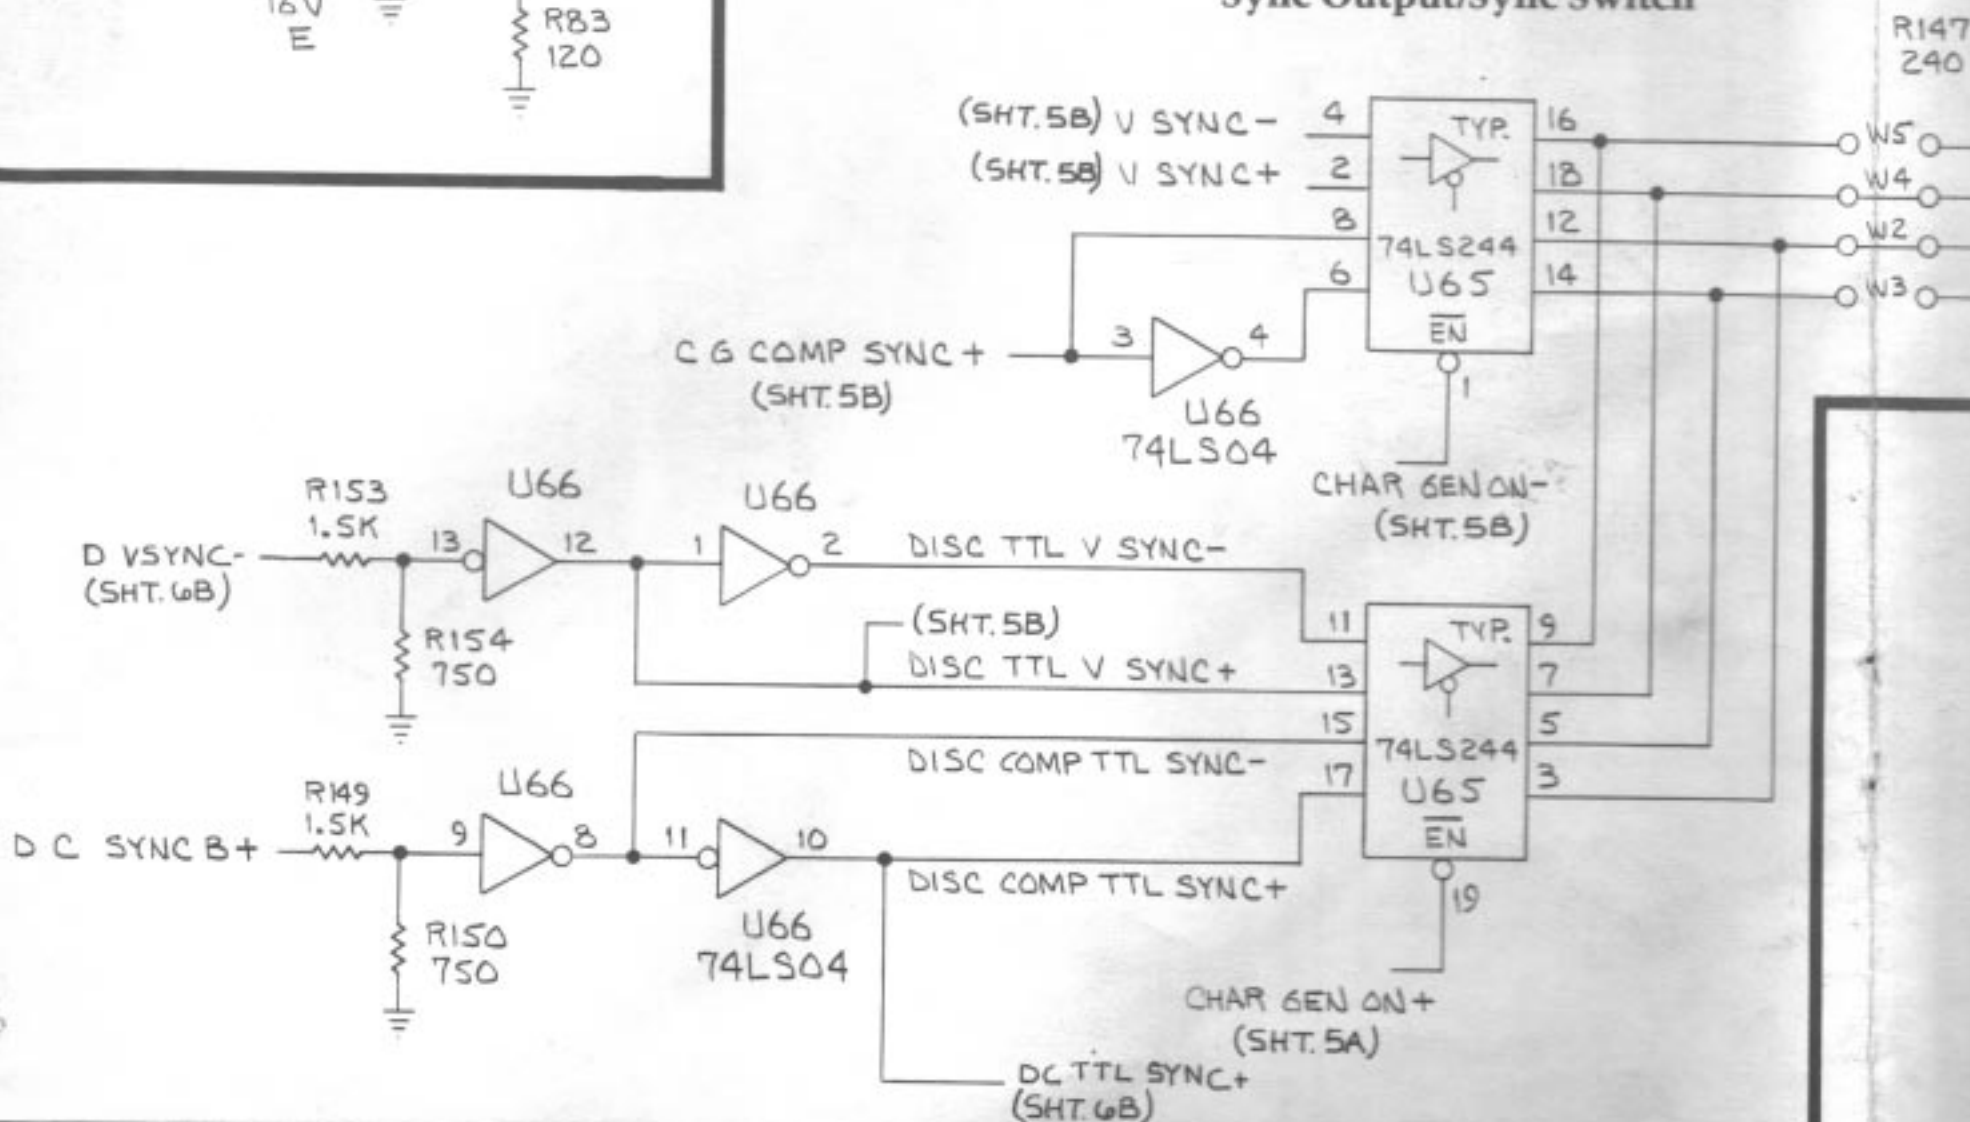 Sync Output/Sync Switch
16V
E
R83
120
R147
240
(SHT. 5B) V SYNC-
4
TYP.
16
W5
(SHT. 5B) V SYNC+
2
18
W4
8
74LS244
12
W2
6
U65
14
W3
EN
1
C G COMP SYNC +
(SHT. 5B)
3
4
U66
74LS04
CHAR GEN ON-
(SHT. 5B)
D VSYNC-
(SHT. 6B)
R153
1.5K
13
U66
12
1
U66
2
DISC TTL V SYNC-
R154
750
(SHT. 5B)
DISC TTL V SYNC+
11
TYP.
9
13
7
15
74LS244
5
17
U65
3
EN
19
DISC COMP TTL SYNC-
D C SYNC B+
R149
1.5K
9
U66
8
11
10
U66
74LS04
DISC COMP TTL SYNC+
R150
750
CHAR GEN ON+
(SHT. 5A)
DC TTL SYNC+
(SHT. 6B)